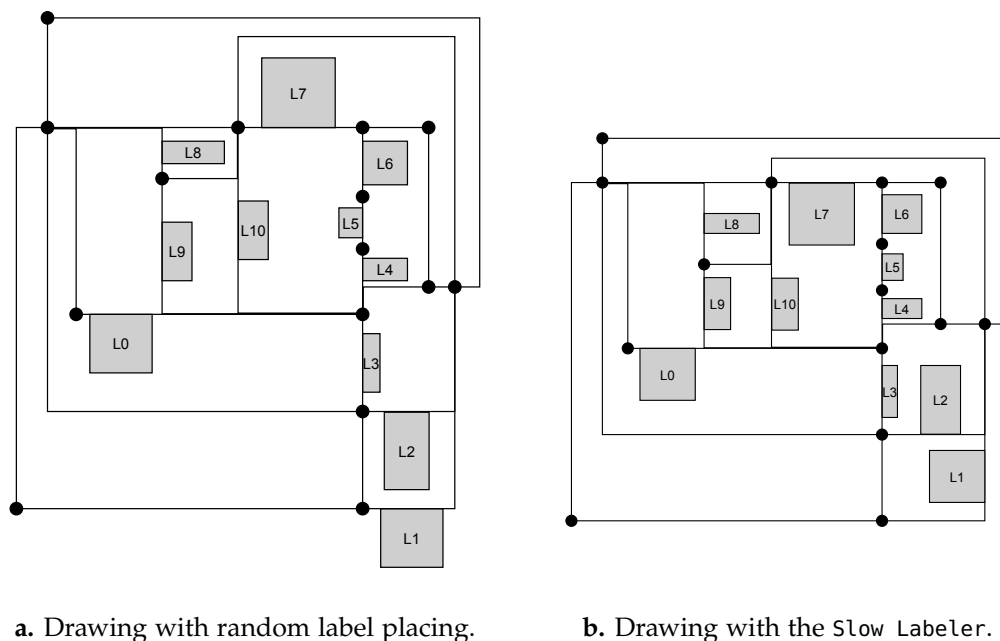 L7
L8
L6
L5
L10
L9
L4
L0
L3
L2
L1
L7
L6
L8
L5
L9
L10
L4
L0
L3
L2
L1
a. Drawing with random label placing.
b. Drawing with the Slow Labeler.